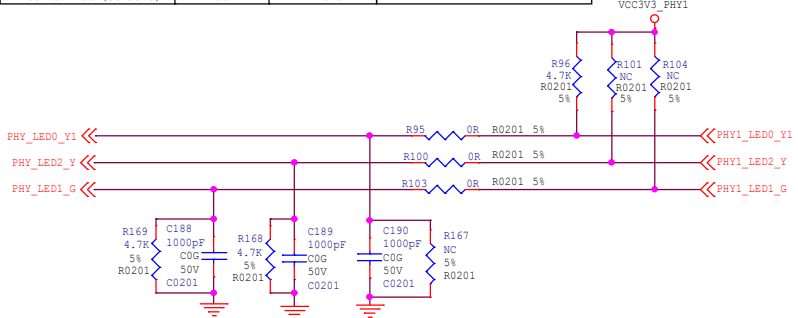 VCC3V3_PHY1
R96
4.7K
R0201
5%
R101
NC
R0201
5%
R104
NC
R0201
5%
PHY_LED0_Y1
R95
0R
R0201 5%
PHY1_LED0_Y1
PHY_LED2_Y
R100
0R
R0201 5%
PHY1_LED2_Y
PHY_LED1_G
R103
0R
R0201 5%
PHY1_LED1_G
R169
4.7K
5%
R0201
C188
1000pF
C0G
50V
C0201
R168
4.7K
5%
R0201
C189
1000pF
C0G
50V
C0201
C190
1000pF
C0G
50V
C0201
R167
NC
5%
R0201